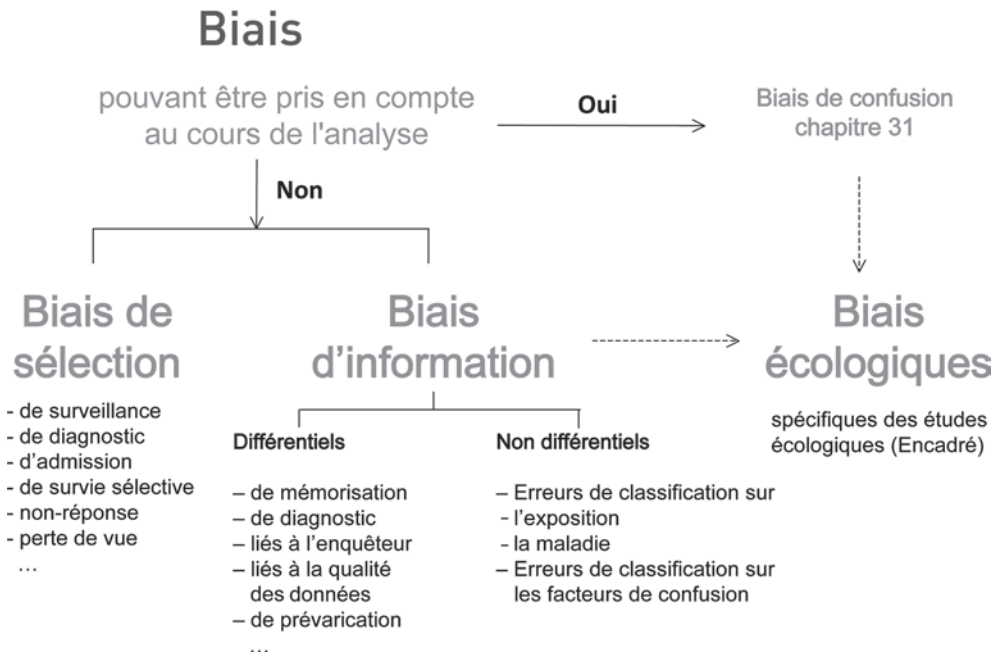 Biais
pouvant être pris en compte
au cours de l'analyse
Oui
Biais de confusion
chapitre 31
Non
Biais de
sélection
- de surveillance
- de diagnostic
- d’admission
- de survie sélective
- non-réponse
- perte de vue
...
Biais
d’information
Différentiels
– de mémorisation
– de diagnostic
– liés à l’enquêteur
– liés à la qualité
des données
– de prévarication
...
Non différentiels
– Erreurs de classification sur
- l’exposition
- la maladie
– Erreurs de classification sur
les facteurs de confusion
Biais
écologiques
spécifiques des études
écologiques (Encadré)